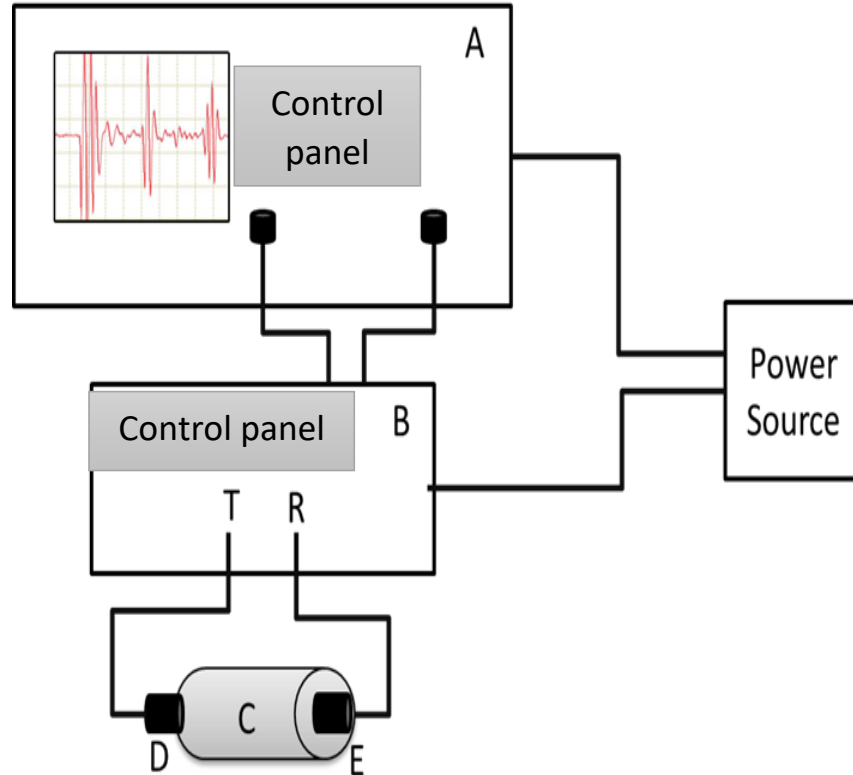 A
Control
panel
Control panel
B
Power
Source
T R
C
D
E